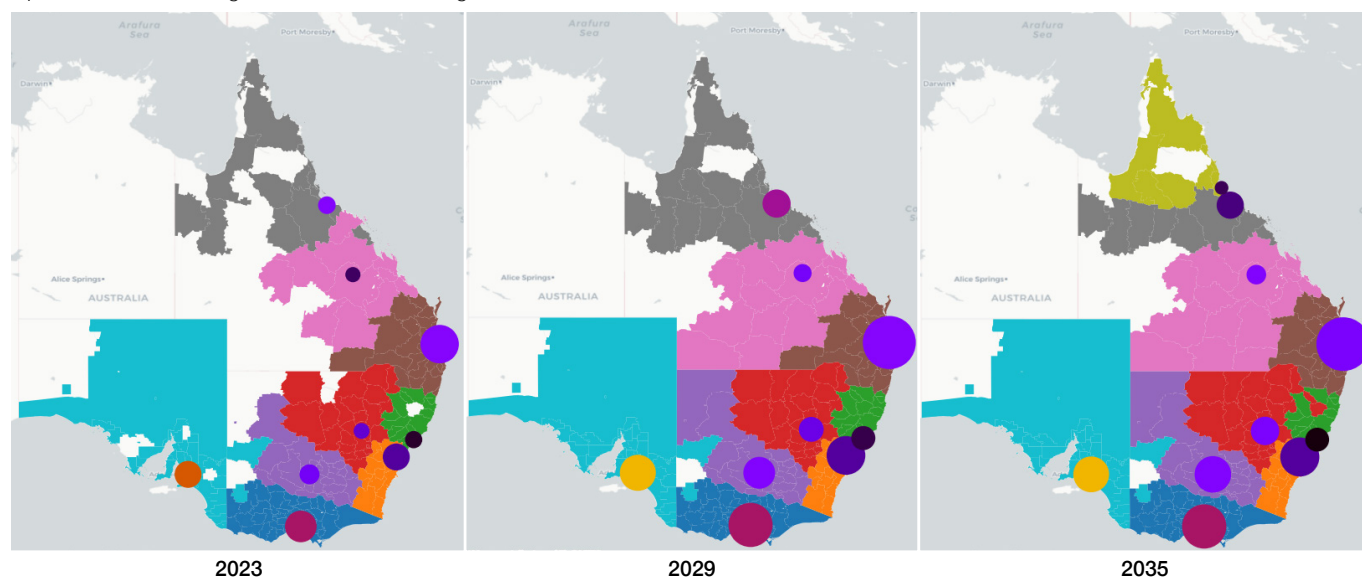 Arafura
Sea
Port Moresby
Darwin
Alice Springs
AUSTRALIA
Arafura
Sea
Port Moresby
Darwin
Alice Springs
AUSTRALIA
Arafura
Sea
Port Moresby
Darwin
Alice Springs
AUSTRALIA
2023
2029
2035